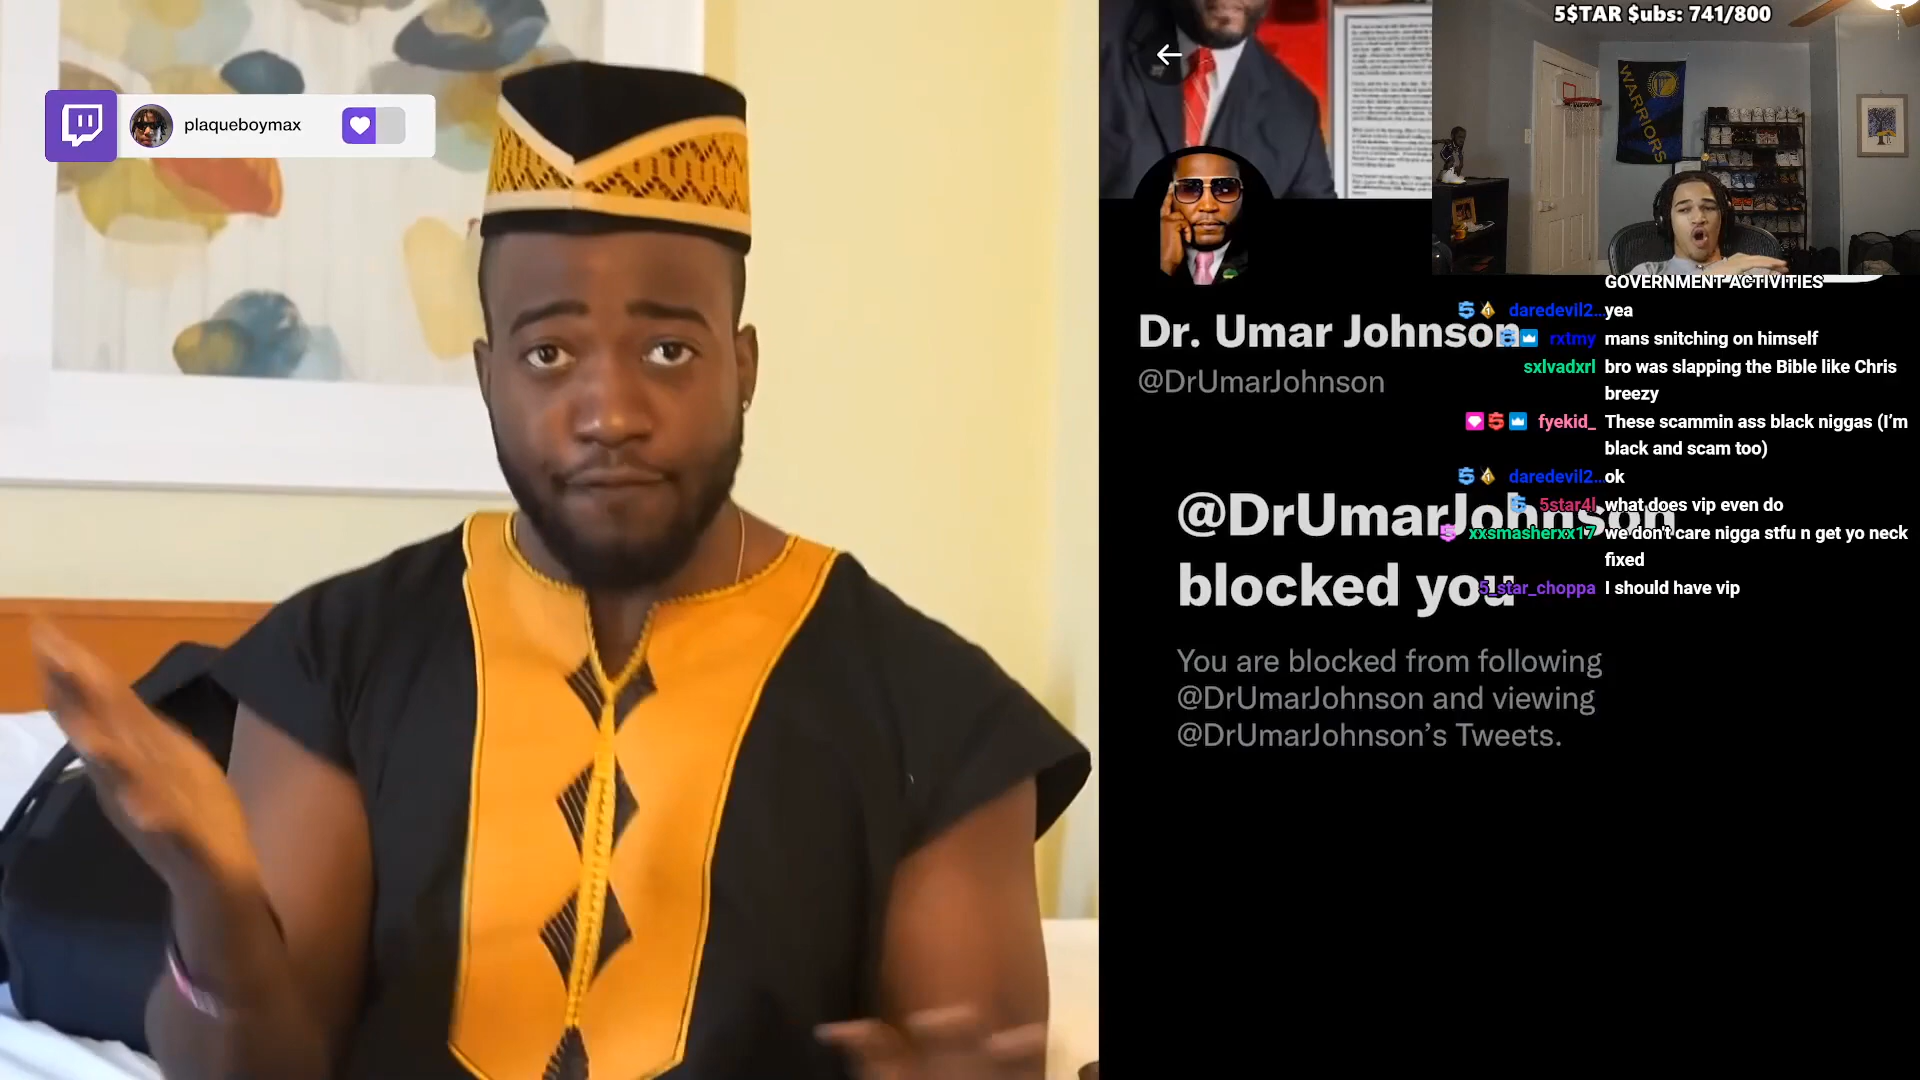 5$TAR $ubs: 741/800
plaqueboymax
WARRIORS
GOVERNMENT ACTIVITIES
daredevil2... yea
rxtmy mans snitching on himself
sxlvadxrl bro was slapping the Bible like Chris
breezy
fyekid_ These scammin ass black niggas (I'm
black and scam too)
daredevil2... ok
5star4l what does vip even do
xxsmasherxx17 we don't care nigga stfu n get yo neck
fixed
5_star_choppa I should have vip
Dr. Umar Johnson
@DrUmarJohnson
@DrUmarJohnson
blocked you
You are blocked from following
@DrUmarJohnson and viewing
@DrUmarJohnson's Tweets.